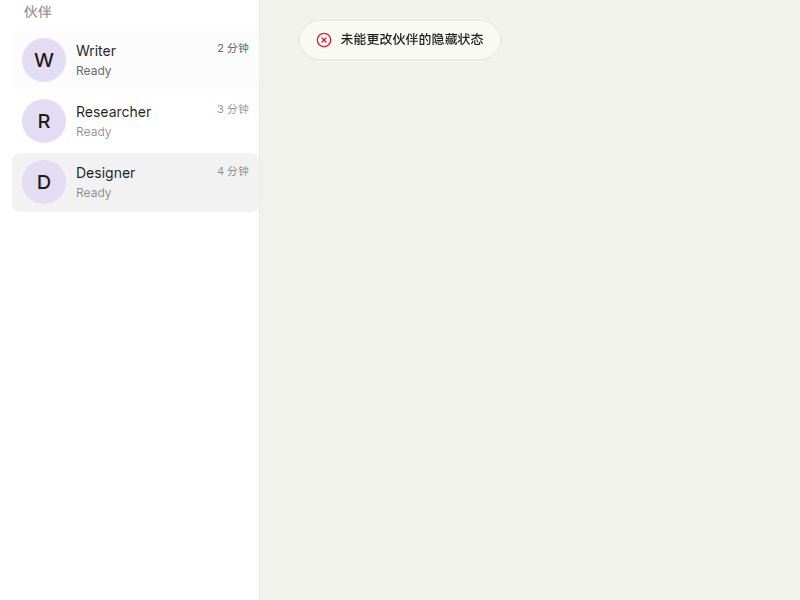 伙伴
W
Writer
2 分钟
Ready
R
Researcher
3 分钟
Ready
D
Designer
4 分钟
Ready
未能更改伙伴的隐藏状态